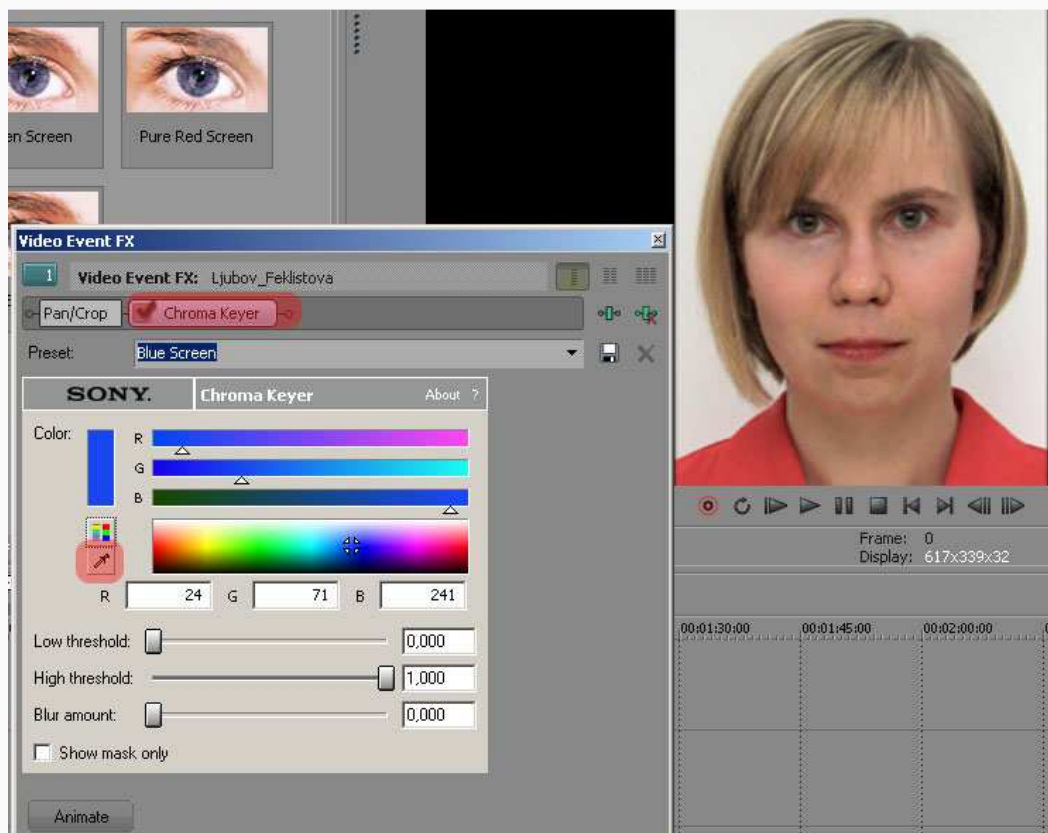 en Screen
Pure Red Screen
Video Event FX
1
Video Event FX: Ljubov_Feklistova
Pan/Crop
Chroma Keyer
Preset:
Blue Screen
SONY.
Chroma Keyer
About ?
Color:
R
G
B
R 24 G 71 B 241
Low threshold: 0,000
High threshold: 1,000
Blur amount: 0,000
Show mask only
Animate
Frame: 0
Display: 617x339x32
00:01:30:00 00:01:45:00 00:02:00:00